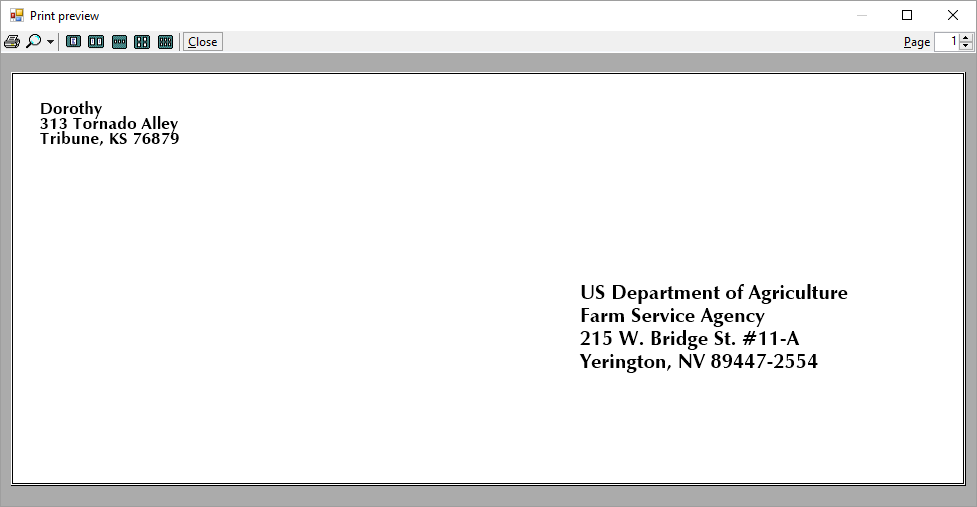 Print preview
Close
Page 1
Dorothy
313 Tornado Alley
Tribune, KS 76879
US Department of Agriculture
Farm Service Agency
215 W. Bridge St. #11-A
Yerington, NV 89447-2554